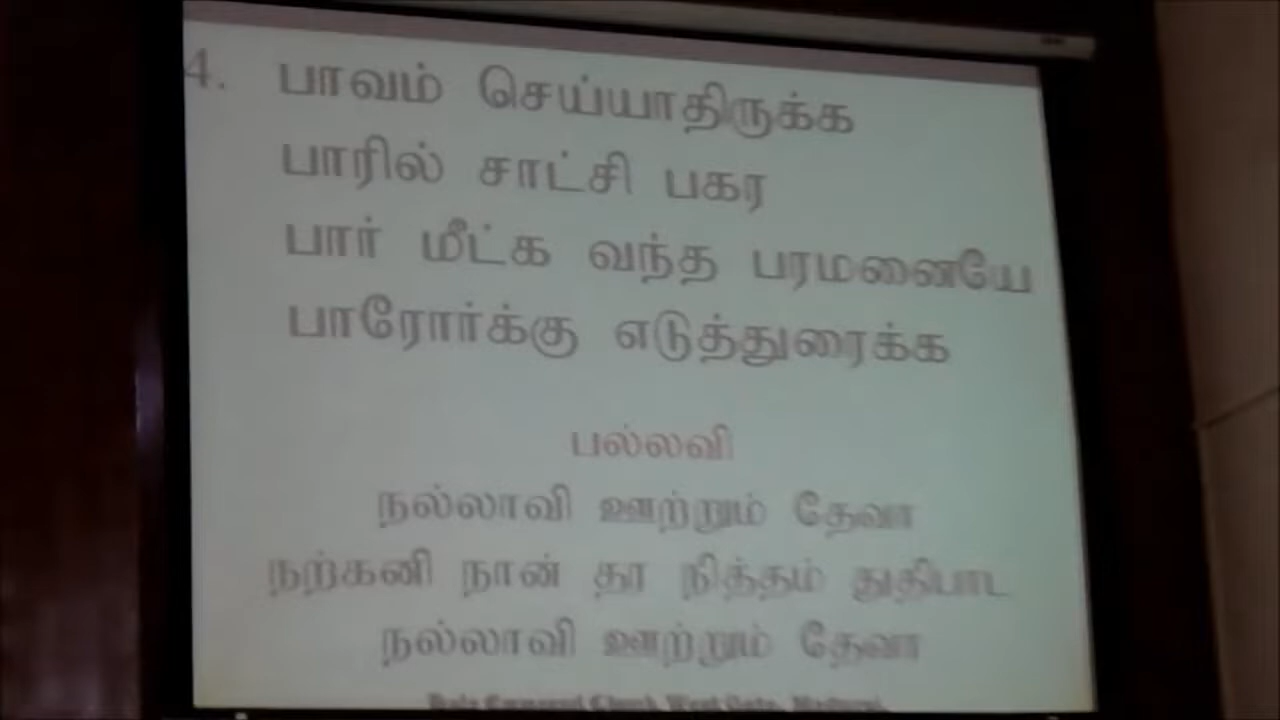 4. பாவம் செய்யாதிருக்க
பாரில் சாட்சி பகர
பார் மீட்க வந்த பரமனையே
பாரோர்க்கு எடுத்துரைக்க
பல்லவி
நல்லாவி ஊற்றும் தேவா
நற்கனி நான் தர நித்தம் துதிபாட
நல்லாவி ஊற்றும் தேவா